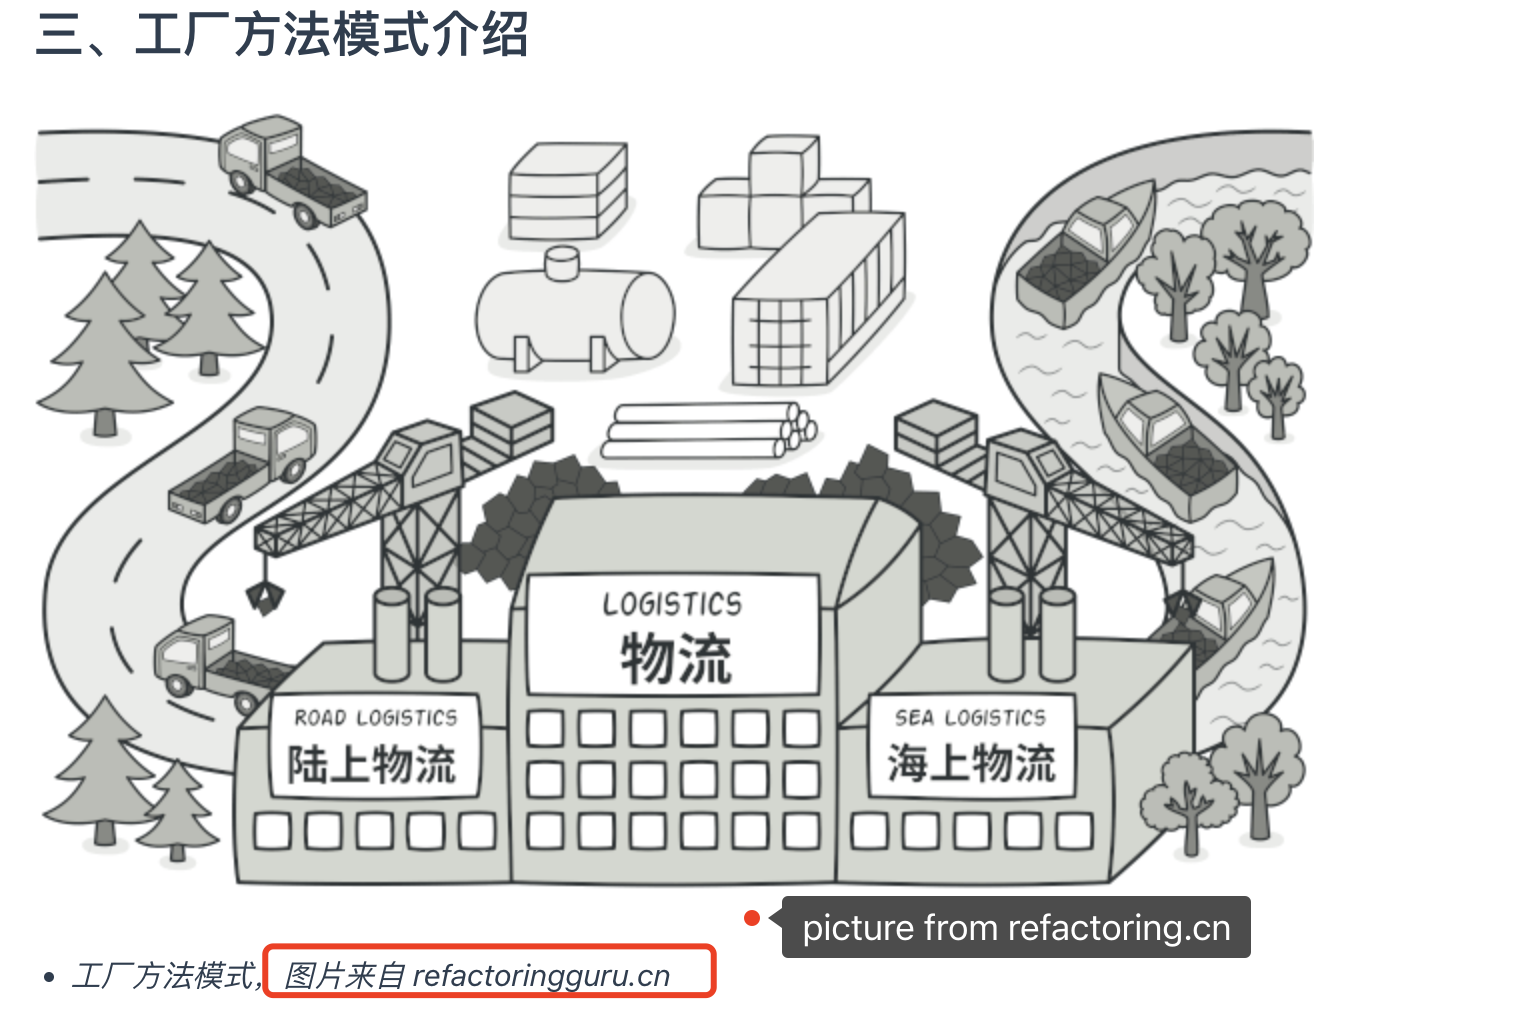 三、工厂方法模式介绍
LOGISTICS
物流
ROAD LOGISTICS
陆上物流
SEA LOGISTICS
海上物流
picture from refactoring.cn
• 工厂方法模式, 图片来自 refactoringguru.cn